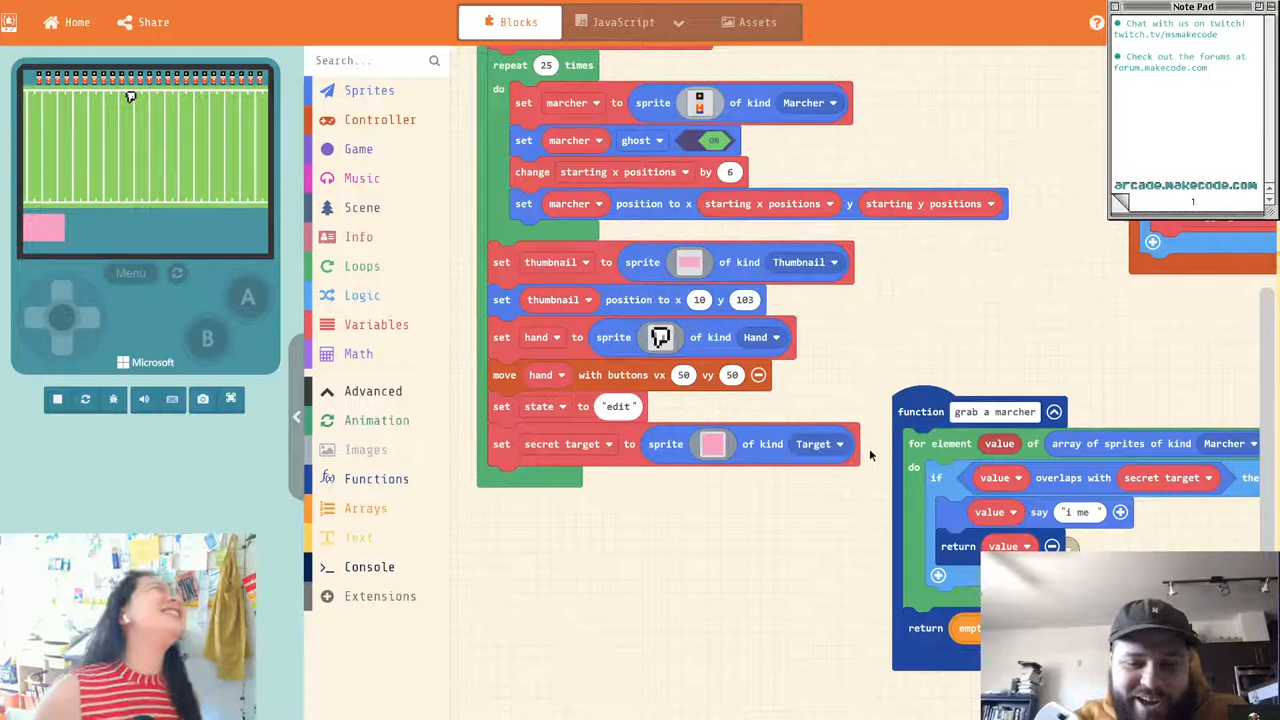 Home
Share
Blocks
JavaScript
Assets
?
Note Pad
Chat with us on twitch!
twitch.tv/msmakecode
Check out the forums at
forum.makecode.com
arcade.makecode.com
1
Menu
A
B
Microsoft
Search...
Sprites
Controller
Game
Music
Scene
Info
Loops
Logic
Variables
Math
Advanced
Animation
Images
Functions
Arrays
Text
Console
Extensions
repeat 25 times
do
set marcher to sprite of kind Marcher
set marcher ghost ON
change starting x positions by 6
set marcher position to x starting x positions y starting y positions
set thumbnail to sprite of kind Thumbnail
set thumbnail position to x 10 y 103
set hand to sprite of kind Hand
move hand with buttons vx 50 vy 50
set state to "edit"
set secret target to sprite of kind Target
function grab a marcher
for element value of array of sprites of kind Marcher
do
if value overlaps with secret target the
value say "i me "
return value
return empt